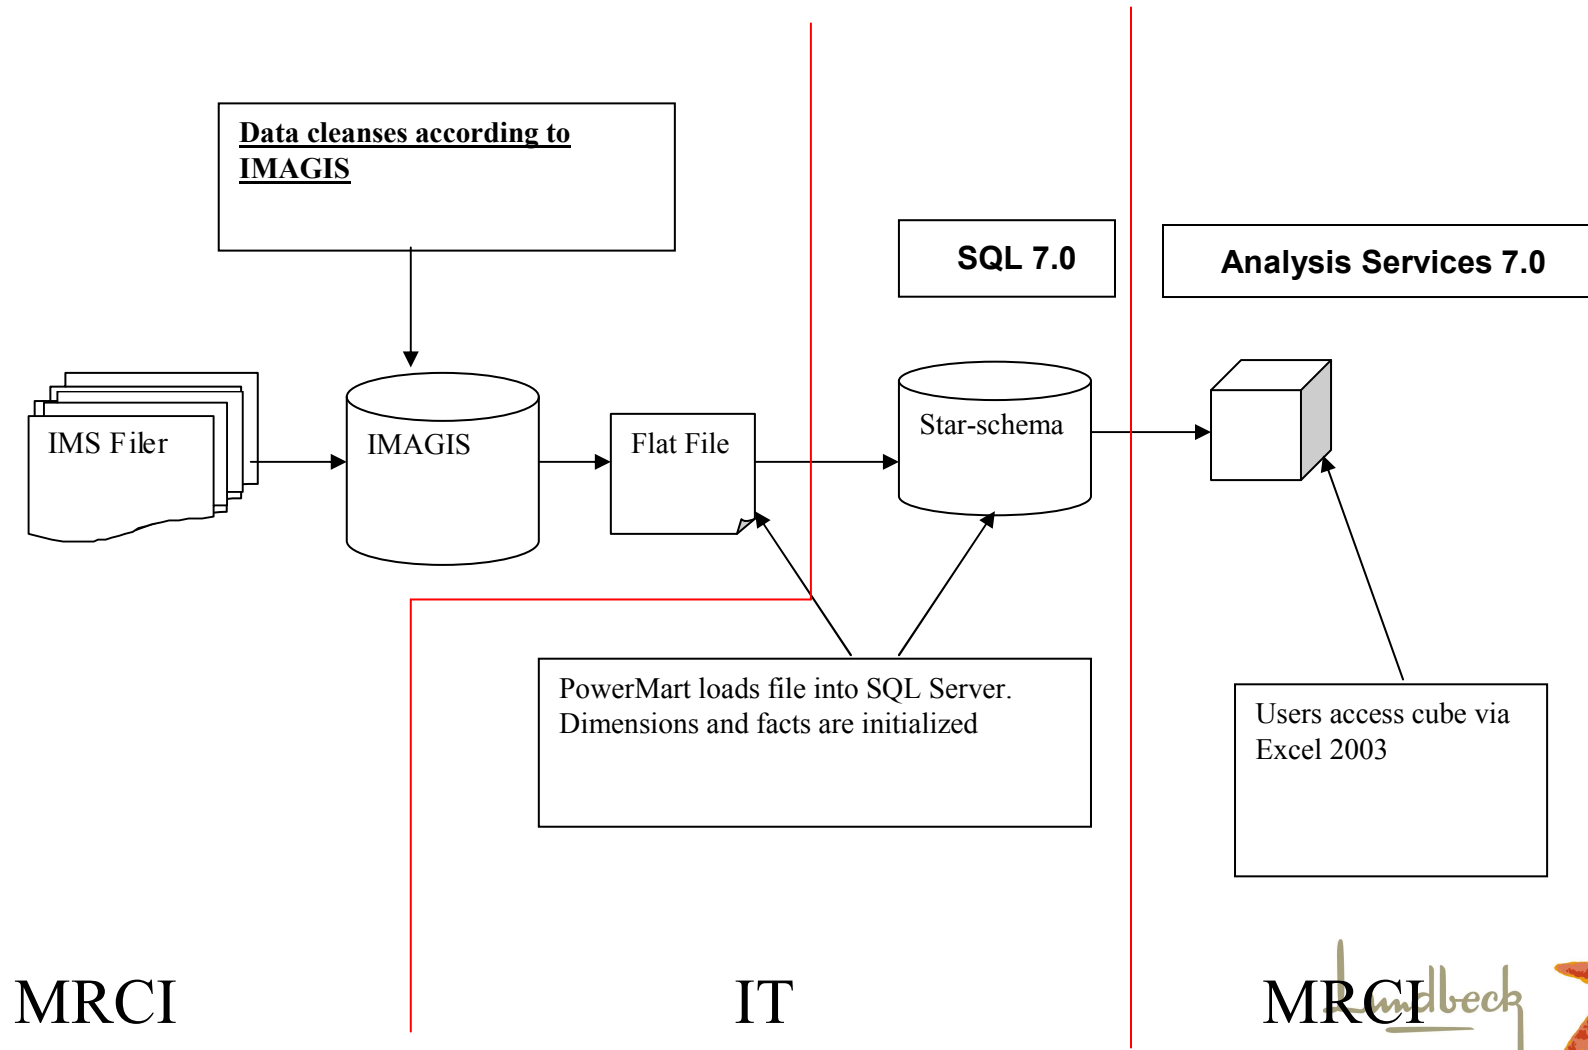 Data cleanses according to
IMAGIS
SQL 7.0
Analysis Services 7.0
IMS Filer
IMAGIS
Flat File
Star-schema
PowerMart loads file into SQL Server.
Dimensions and facts are initialized
Users access cube via
Excel 2003
MRCI
IT
MRCI
Lundbeck